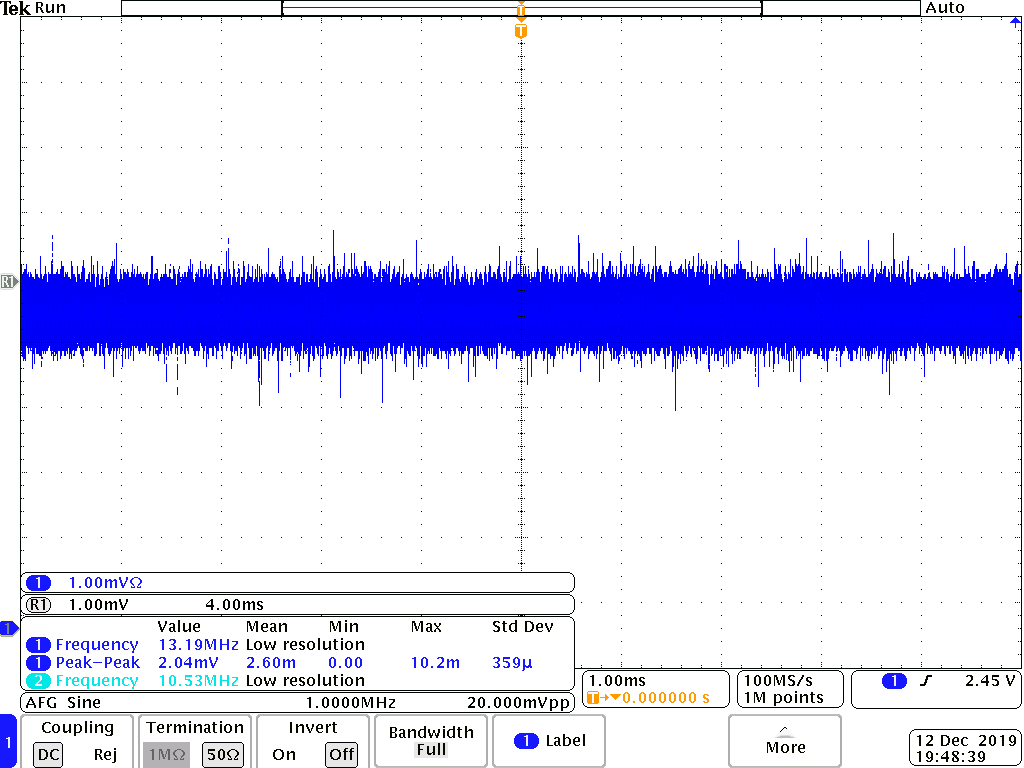 Tek Run Auto
T
T
R1
1 1.00mVΩ
R1 1.00mV 4.00ms
1
Value Mean Min Max Std Dev
1 Frequency 13.19MHz Low resolution
1 Peak-Peak 2.04mV 2.60m 0.00 10.2m 359µ
2 Frequency 10.53MHz Low resolution
AFG Sine 1.0000MHz 20.000mVpp
1.00ms
T→▼0.000000 s
100MS/s
1M points
1 2.45 V
1
Coupling
DC Rej
Termination
1MΩ 50Ω
Invert
On Off
Bandwidth
Full
1 Label
More
12 Dec 2019
19:48:39